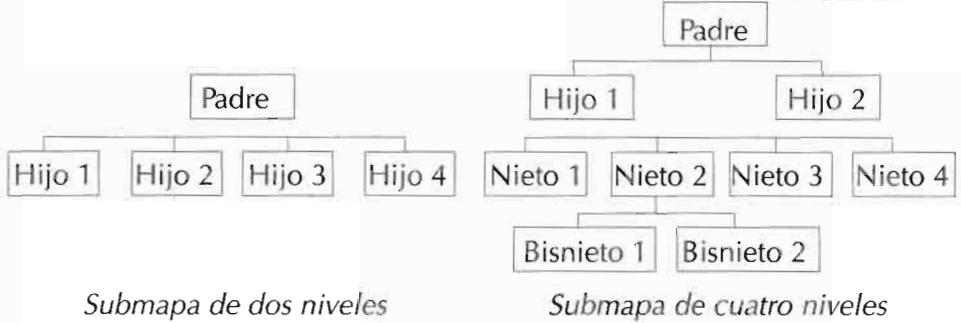 Padre
Hijo 1 Hijo 2 Hijo 3 Hijo 4
Submapa de dos niveles
Padre
Hijo 1 Hijo 2
Nieto 1 Nieto 2 Nieto 3 Nieto 4
Bisnieto 1 Bisnieto 2
Submapa de cuatro niveles